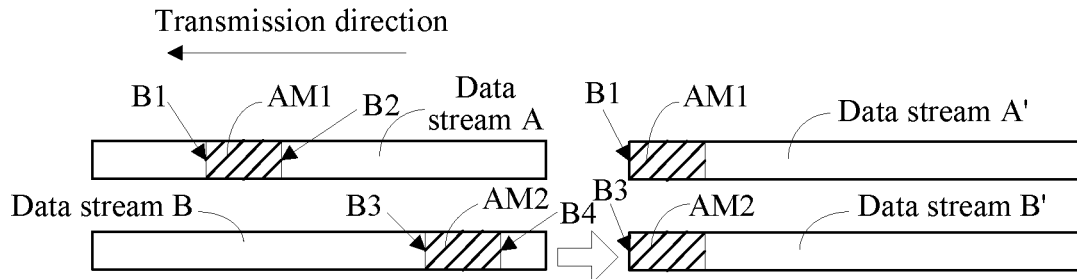 Transmission direction
B1
AM1
B2
Data
stream A
B1
AM1
Data stream A'
Data stream B
B3
AM2
B4
B3
AM2
Data stream B'